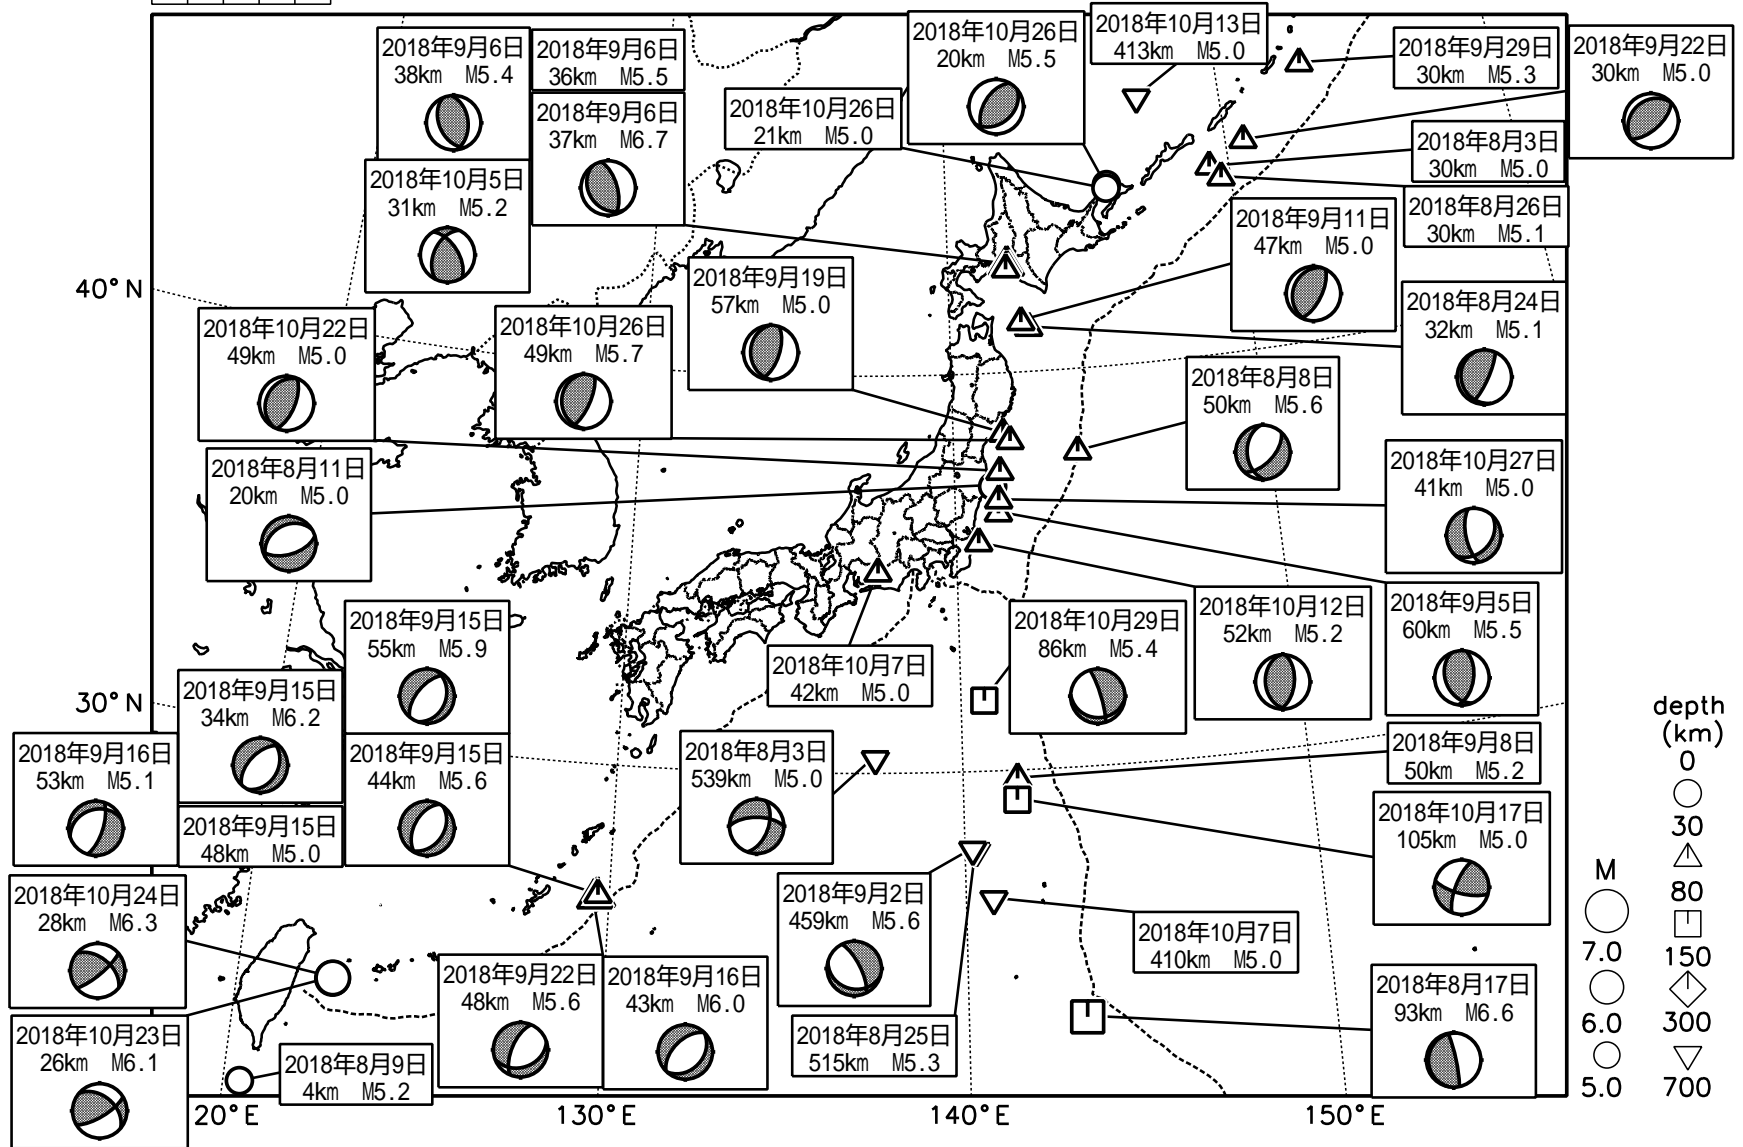 2018年9月6日
38km M5.4
2018年9月6日
36km M5.5
2018年9月6日
37km M6.7
2018年10月5日
31km M5.2
2018年10月26日
20km M5.5
2018年10月26日
21km M5.0
2018年10月13日
413km M5.0
2018年9月29日
30km M5.3
2018年9月22日
30km M5.0
2018年8月3日
30km M5.0
2018年8月26日
30km M5.1
2018年9月11日
47km M5.0
2018年8月24日
32km M5.1
40°N
2018年9月19日
57km M5.0
2018年10月22日
49km M5.0
2018年10月26日
49km M5.7
2018年8月8日
50km M5.6
2018年8月11日
20km M5.0
2018年10月27日
41km M5.0
2018年9月15日
55km M5.9
2018年10月7日
42km M5.0
2018年10月29日
86km M5.4
2018年10月12日
52km M5.2
2018年9月5日
60km M5.5
30°N
2018年9月15日
34km M6.2
2018年9月16日
53km M5.1
2018年9月15日
48km M5.0
2018年9月15日
44km M5.6
2018年8月3日
539km M5.0
2018年9月8日
50km M5.2
2018年10月17日
105km M5.0
2018年10月24日
28km M6.3
2018年9月2日
459km M5.6
2018年10月7日
410km M5.0
2018年9月22日
48km M5.6
2018年9月16日
43km M6.0
2018年8月17日
93km M6.6
2018年10月23日
26km M6.1
2018年8月9日
4km M5.2
2018年8月25日
515km M5.3
20°E
130°E
140°E
150°E
M
7.0
6.0
5.0
depth
(km)
0
30
80
150
300
700